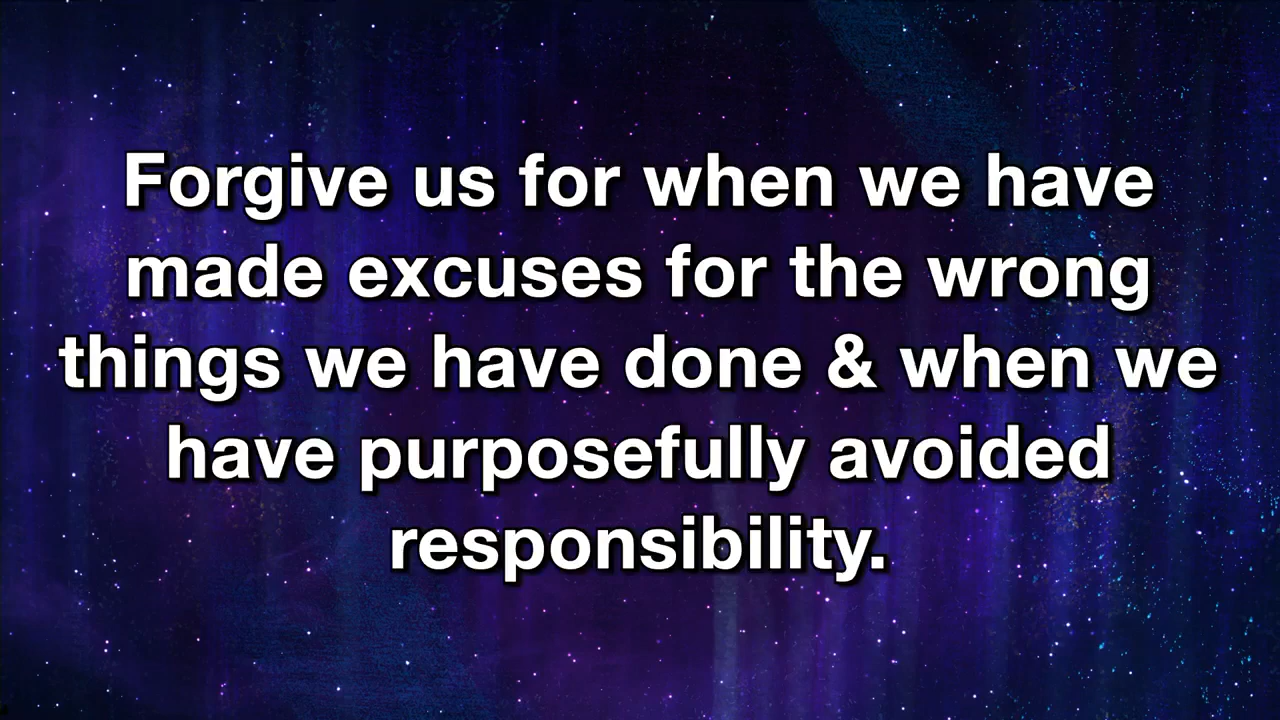 Forgive us for when we have
made excuses for the wrong
things we have done & when we
have purposefully avoided
responsibility.